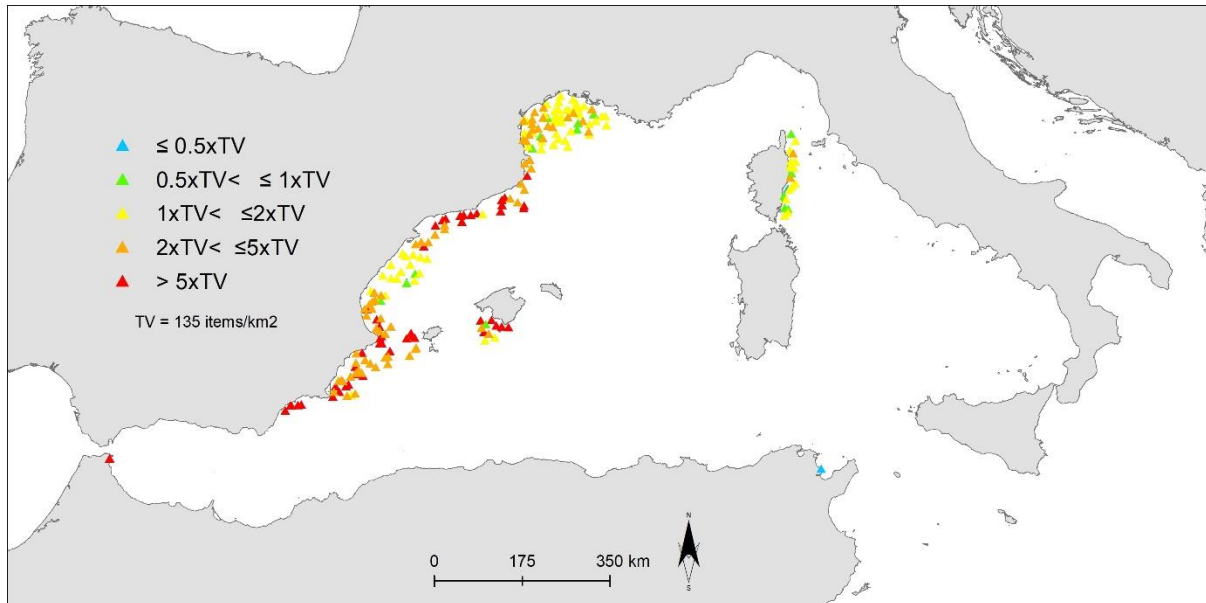 ≤ 0.5xTV
0.5xTV< ≤ 1xTV
1xTV< ≤2xTV
2xTV< ≤5xTV
> 5xTV
TV = 135 items/km2
N
S
0 175 350 km